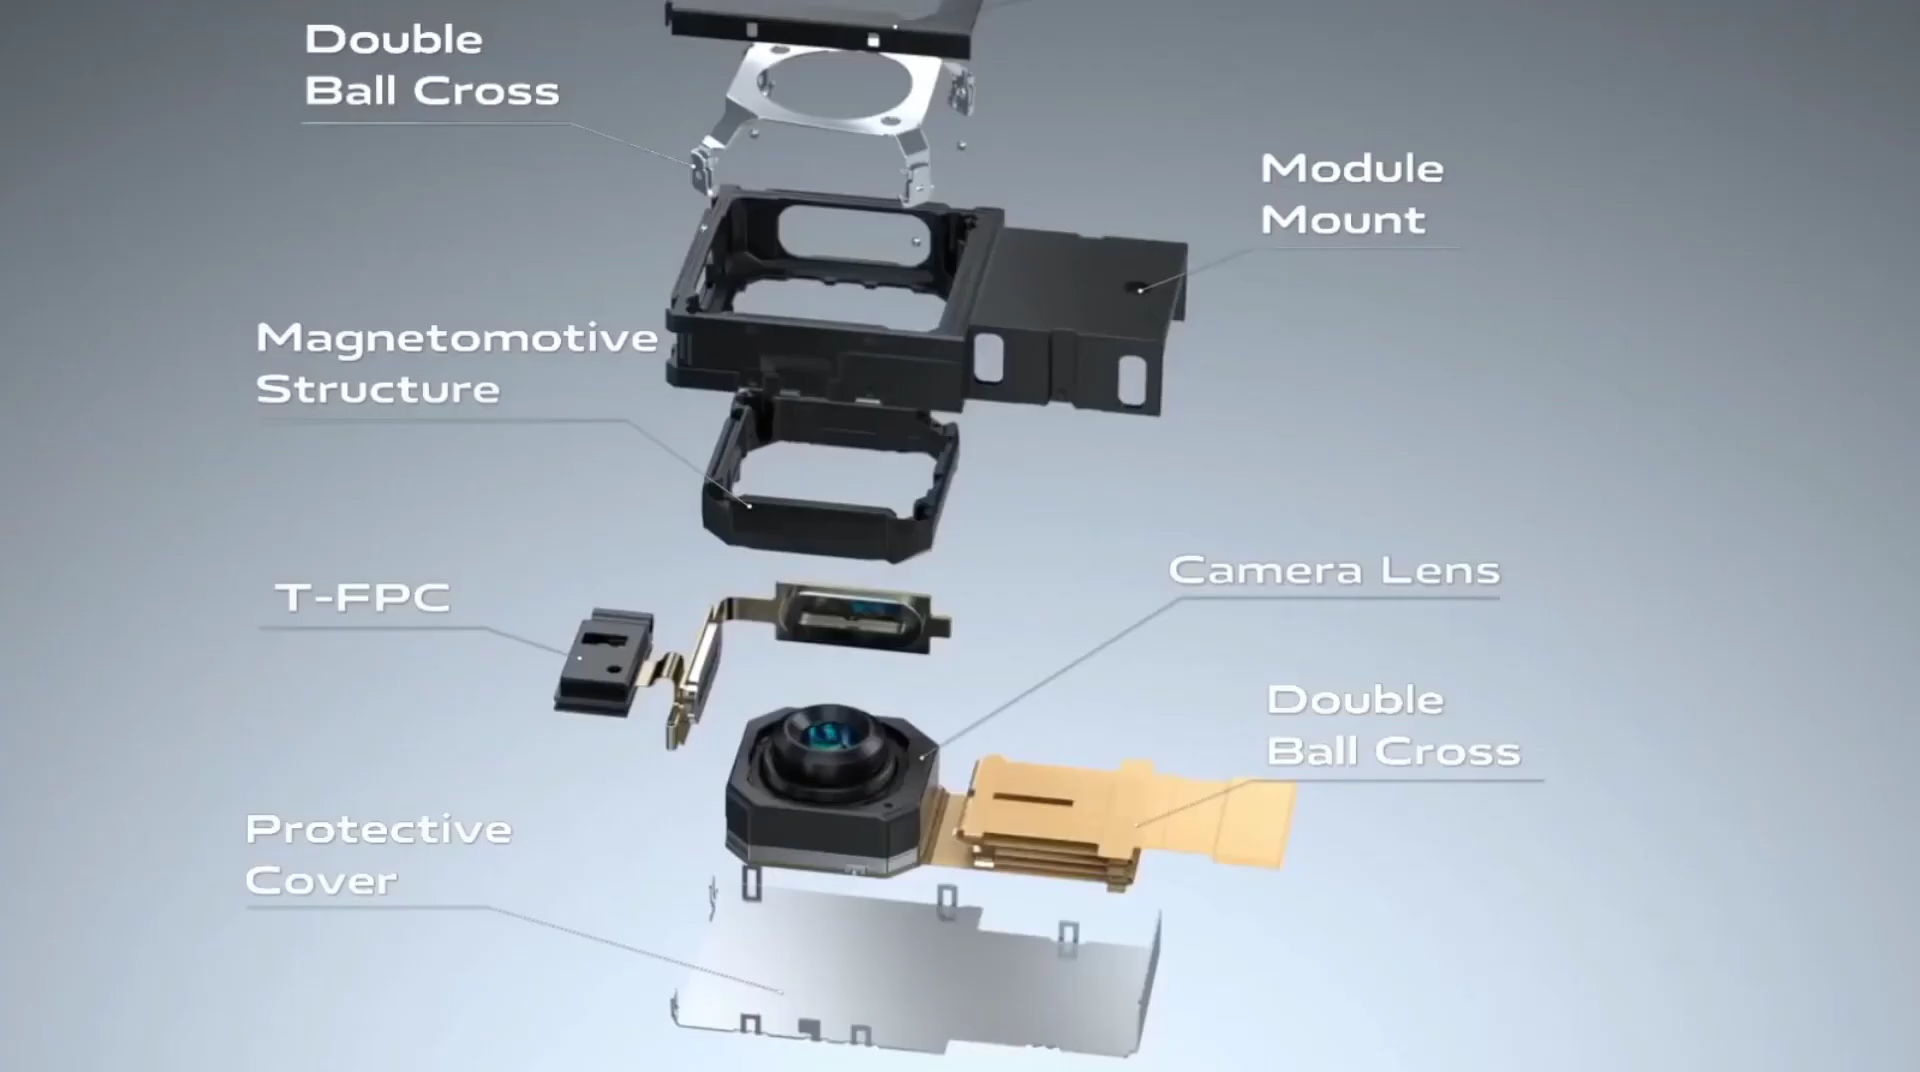 Double
Ball Cross
Module
Mount
Magnetomotive
Structure
T-FPC
Camera Lens
Double
Ball Cross
Protective
Cover